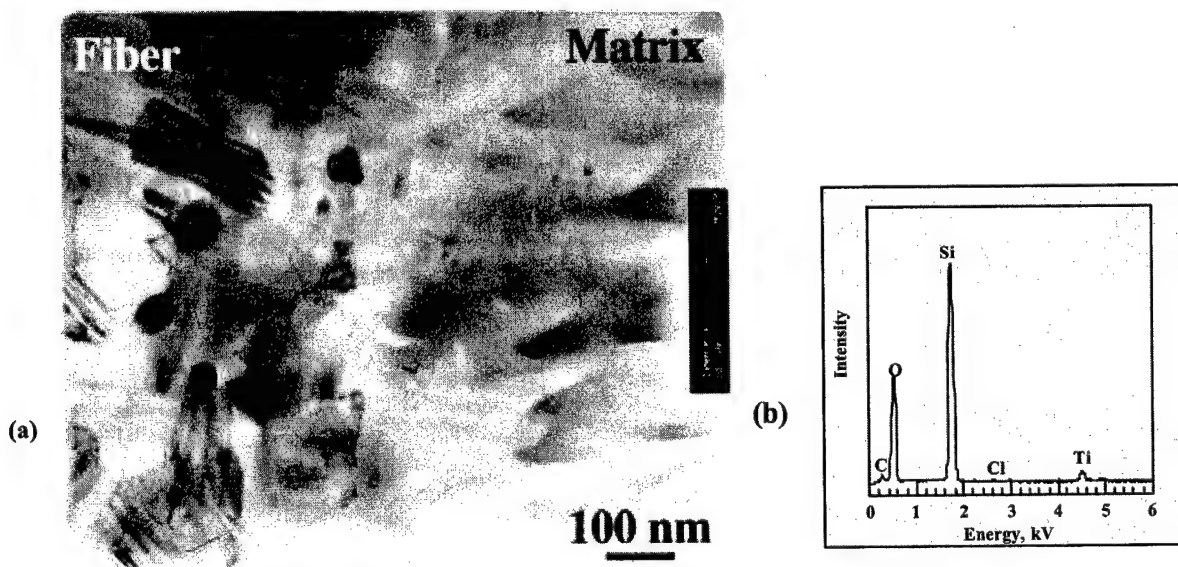 Fiber
Matrix
(a)
100 nm
(b)
Intensity
C
O
Si
Cl
Ti
0 1 2 3 4 5 6
Energy, kV